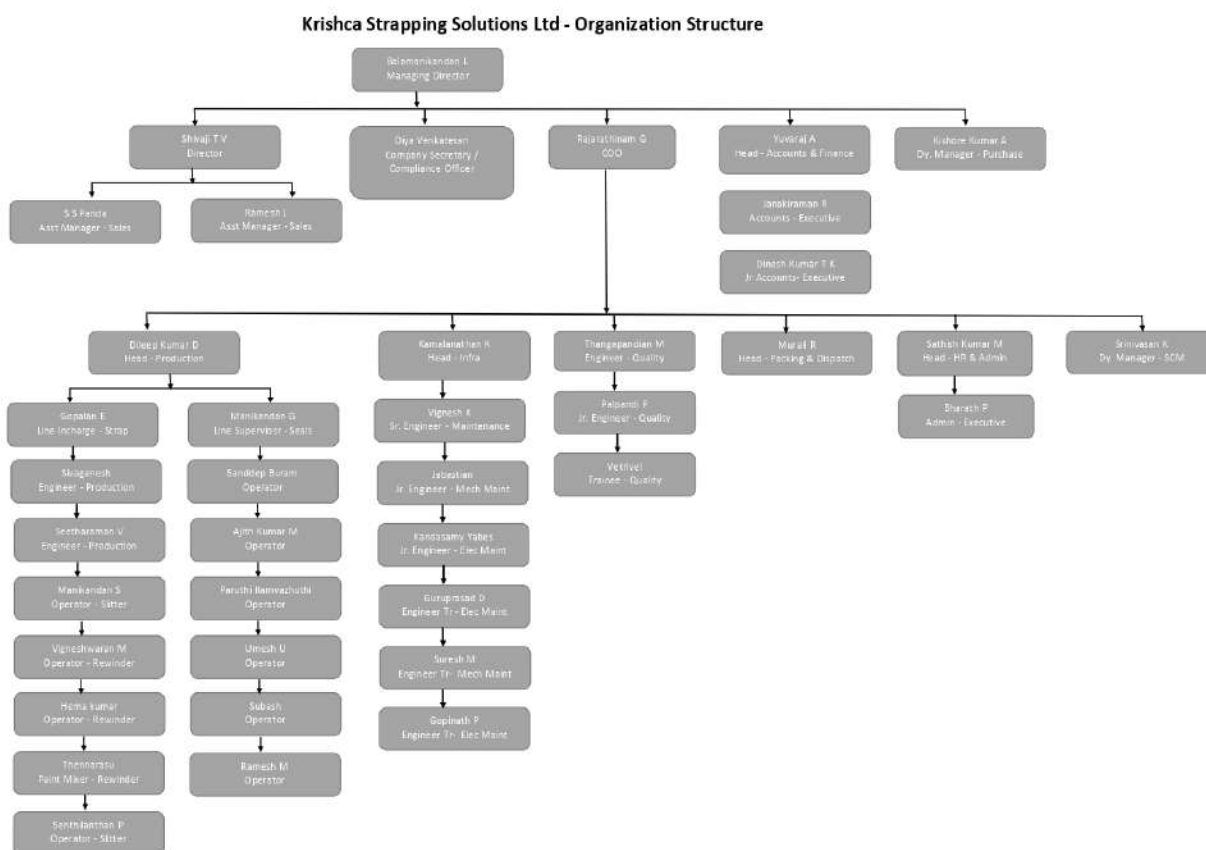 Krishca Strapping Solutions Ltd - Organization Structure
Balamanikandan L
Managing Director
Shivaji T V
Director
Diya Venkatesan
Company Secretary /
Compliance Officer
Rajarathinam G
COO
Yuvaraj A
Head - Accounts & Finance
Kishore Kumar A
Dy. Manager - Purchase
S S Panda
Asst Manager - Sales
Ramesh L
Asst Manager - Sales
Janakiraman R
Accounts - Executive
Dinesh Kumar T K
Jr Accounts- Executive
Dileep Kumar D
Head - Production
Kamalanathan K
Head - Infra
Thangapandian M
Engineer - Quality
Murali R
Head - Packing & Dispatch
Sathish Kumar M
Head - HR & Admin
Srinivasan K
Dy. Manager - SCM
Gopalan E
Line Incharge - Strap
Manikandan G
Line Supervisor - Seals
Vignesh K
Sr. Engineer - Maintenance
Palpandi P
Jr. Engineer - Quality
Bharath P
Admin - Executive
Sivaganesh
Engineer - Production
Sanddep Buram
Operator
Jabastian
Jr. Engineer - Mech Maint
Vetrivel
Trainee - Quality
Seetharaman V
Engineer - Production
Ajith Kumar M
Operator
Kandasamy Yabes
Jr. Engineer - Elec Maint
Manikandan S
Operator - Slitter
Paruthi Ilamvazhuthi
Operator
Guruprasad D
Engineer Tr - Elec Maint
Vigneshwaran M
Operator - Rewinder
Umesh U
Operator
Suresh M
Engineer Tr- Mech Maint
Hema kumar
Operator - Rewinder
Subash
Operator
Gopinath P
Engineer Tr- Elec Maint
Thennarasu
Paint Mixer - Rewinder
Ramesh M
Operator
Senthilanthan P
Operator - Slitter